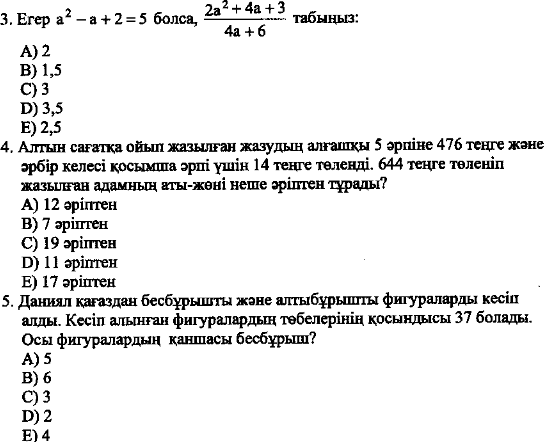 3. Егер a² – a + 2 = 5 болса, (2a² + 4a + 3)/(4a + 6) табыңыз:
A) 2
B) 1,5
C) 3
D) 3,5
E) 2,5
4. Алтын сағатқа ойып жазылған жазудың алғашқы 5 әрпіне 476 теңге және
әрбір келесі қосымша әрпі үшін 14 теңге төленді. 644 теңге төленіп
жазылған адамның аты-жөні неше әріптен тұрады?
A) 12 әріптен
B) 7 әріптен
C) 19 әріптен
D) 11 әріптен
E) 17 әріптен
5. Даниял қағаздан бесбұрышты және алтыбұрышты фигураларды кесіп
алды. Кесіп алынған фигуралардың төбелерінің қосындысы 37 болады.
Осы фигуралардың қаншасы бесбұрыш?
A) 5
B) 6
C) 3
D) 2
E) 4